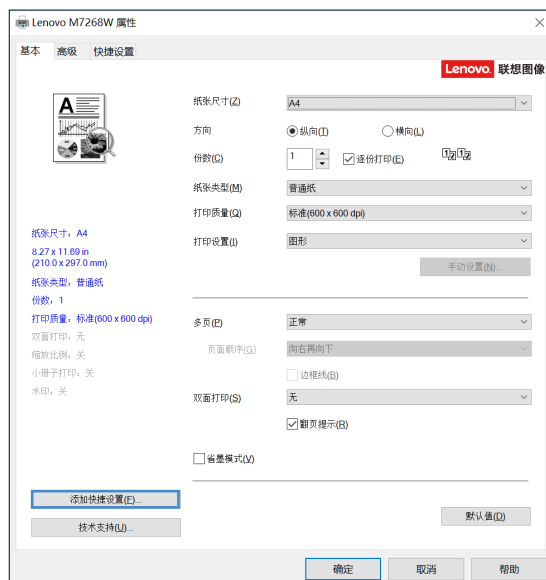 Lenovo M7268W 属性
基本 高级 快捷设置
Lenovo. 联想图像
纸张尺寸(Z) A4
方向 纵向(T) 横向(L)
份数(C) 1 逐份打印(E)
纸张类型(M) 普通纸
打印质量(Q) 标准(600 x 600 dpi)
打印设置(I) 图形
手动设置(N)...
纸张尺寸，A4
8.27 x 11.69 in
(210.0 x 297.0 mm)
纸张类型，普通纸
份数，1
打印质量，标准(600 x 600 dpi)
双面打印，无
缩放比例，关
小册子打印，关
水印，关
多页(P) 正常
页面顺序(G) 向右再向下
边框线(B)
双面打印(S) 无
翻页提示(R)
省墨模式(V)
添加快捷设置(F)...
技术支持(U)...
默认值(D)
确定 取消 帮助